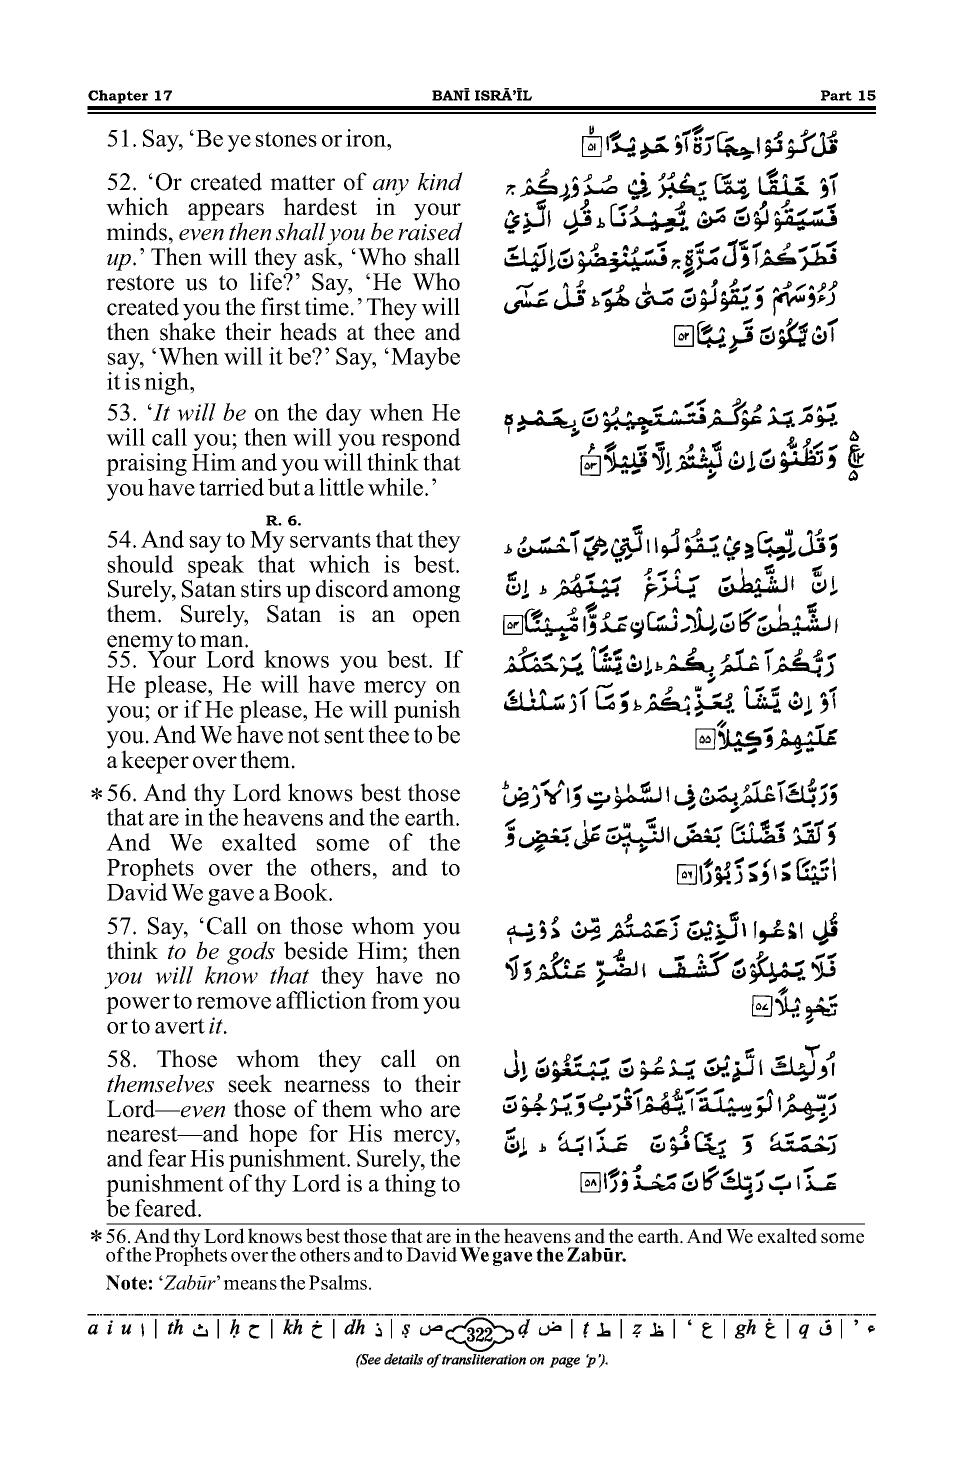 Chapter 17 BANĪ ISRĀ’ĪL Part 15
51. Say, ‘Be ye stones or iron,
قُلْ كُوْنُوْا حِجَارَةً اَوْ حَدِيْدًا ۙ﴿۵۱﴾
52. ‘Or created matter of any kind
which appears hardest in your
minds, even then shall you be raised
up.’ Then will they ask, ‘Who shall
restore us to life?’ Say, ‘He Who
created you the first time.’ They will
then shake their heads at thee and
say, ‘When will it be?’ Say, ‘Maybe
it is nigh,
اَوْ خَلْقًا مِّمَّا يَكْبُرُ فِيْ صُدُوْرِكُمْ ۚ
فَسَيَقُوْلُوْنَ مَنْ يُّعِيْدُنَا ؕ قُلِ الَّذِيْ
فَطَرَكُمْ اَوَّلَ مَرَّةٍ ۚ فَسَيُنْغِضُوْنَ اِلَيْكَ
رُءُوْسَهُمْ وَ يَقُوْلُوْنَ مَتٰى هُوَ ؕ قُلْ عَسٰۤى
اَنْ يَّكُوْنَ قَرِيْبًا ﴿۵۲﴾
53. ‘It will be on the day when He
will call you; then will you respond
praising Him and you will think that
you have tarried but a little while.’
يَوْمَ يَدْعُوْكُمْ فَتَسْتَجِيْبُوْنَ بِحَمْدِهٖ
وَ تَظُنُّوْنَ اِنْ لَّبِثْتُمْ اِلَّا قَلِيْلًا ﴿۵۳﴾
R. 6.
54. And say to My servants that they
should speak that which is best.
Surely, Satan stirs up discord among
them. Surely, Satan is an open
enemy to man.
وَقُلْ لِّعِبَادِيْ يَقُوْلُوا الَّتِيْ هِيَ اَحْسَنُ ؕ
اِنَّ الشَّيْطٰنَ يَنْزَغُ بَيْنَهُمْ ؕ اِنَّ
الشَّيْطٰنَ كَانَ لِلْاِنْسَانِ عَدُوًّا مُّبِيْنًا ﴿۵۴﴾
55. Your Lord knows you best. If
He please, He will have mercy on
you; or if He please, He will punish
you. And We have not sent thee to be
a keeper over them.
رَبُّكُمْ اَعْلَمُ بِكُمْ ؕ اِنْ يَّشَاْ يَرْحَمْكُمْ
اَوْ اِنْ يَّشَاْ يُعَذِّبْكُمْ ؕ وَمَاۤ اَرْسَلْنٰكَ
عَلَيْهِمْ وَكِيْلًا ﴿۵۵﴾
*56. And thy Lord knows best those
that are in the heavens and the earth.
And We exalted some of the
Prophets over the others, and to
David We gave a Book.
وَرَبُّكَ اَعْلَمُ بِمَنْ فِى السَّمٰوٰتِ وَالْاَرْضِ ؕ
وَ لَقَدْ فَضَّلْنَا بَعْضَ النَّبِيّٖنَ عَلٰى بَعْضٍ وَّ
اٰتَيْنَا دَاوٗدَ زَبُوْرًا ﴿۵۶﴾
57. Say, ‘Call on those whom you
think to be gods beside Him; then
you will know that they have no
power to remove affliction from you
or to avert it.
قُلِ ادْعُوا الَّذِيْنَ زَعَمْتُمْ مِّنْ دُوْنِهٖ
فَلَا يَمْلِكُوْنَ كَشْفَ الضُّرِّ عَنْكُمْ وَلَا
تَحْوِيْلًا ﴿۵۷﴾
58. Those whom they call on
themselves seek nearness to their
Lord—even those of them who are
nearest—and hope for His mercy,
and fear His punishment. Surely, the
punishment of thy Lord is a thing to
be feared.
اُولٰٓئِكَ الَّذِيْنَ يَدْعُوْنَ يَبْتَغُوْنَ اِلٰى
رَبِّهِمُ الْوَسِيْلَةَ اَيُّهُمْ اَقْرَبُ وَ يَرْجُوْنَ
رَحْمَتَهٗ وَ يَخَافُوْنَ عَذَابَهٗ ؕ اِنَّ
عَذَابَ رَبِّكَ كَانَ مَحْذُوْرًا ﴿۵۸﴾
*56. And thy Lord knows best those that are in the heavens and the earth. And We exalted some
of the Prophets over the others and to David We gave the Zabūr.
Note: ‘Zabūr’ means the Psalms.
a i u ا | th ث | ḥ ح | kh خ | dh ذ | ṣ ص 322 ḍ ض | ṭ ط | ẓ ظ | ‘ ع | gh غ | q ق | ’ ء
(See details of transliteration on page ‘p’).